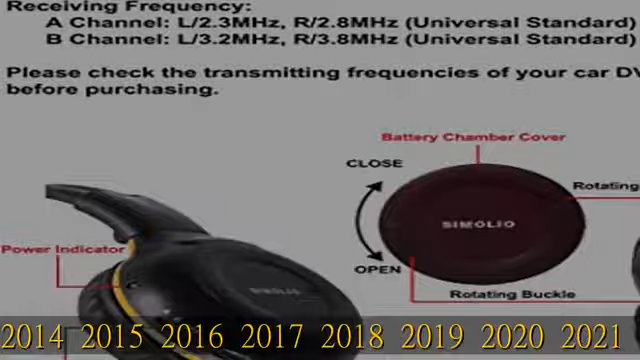 Receiving Frequency:
A Channel: L/2.3MHz, R/2.8MHz (Universal Standard)
B Channel: L/3.2MHz, R/3.8MHz (Universal Standard)
Please check the transmitting frequencies of your car DV
before purchasing.
Battery Chamber Cover
CLOSE
Rotating
SIMOLIO
Power Indicator
OPEN
SIMOLIO
Rotating Buckle
2014 2015 2016 2017 2018 2019 2020 2021